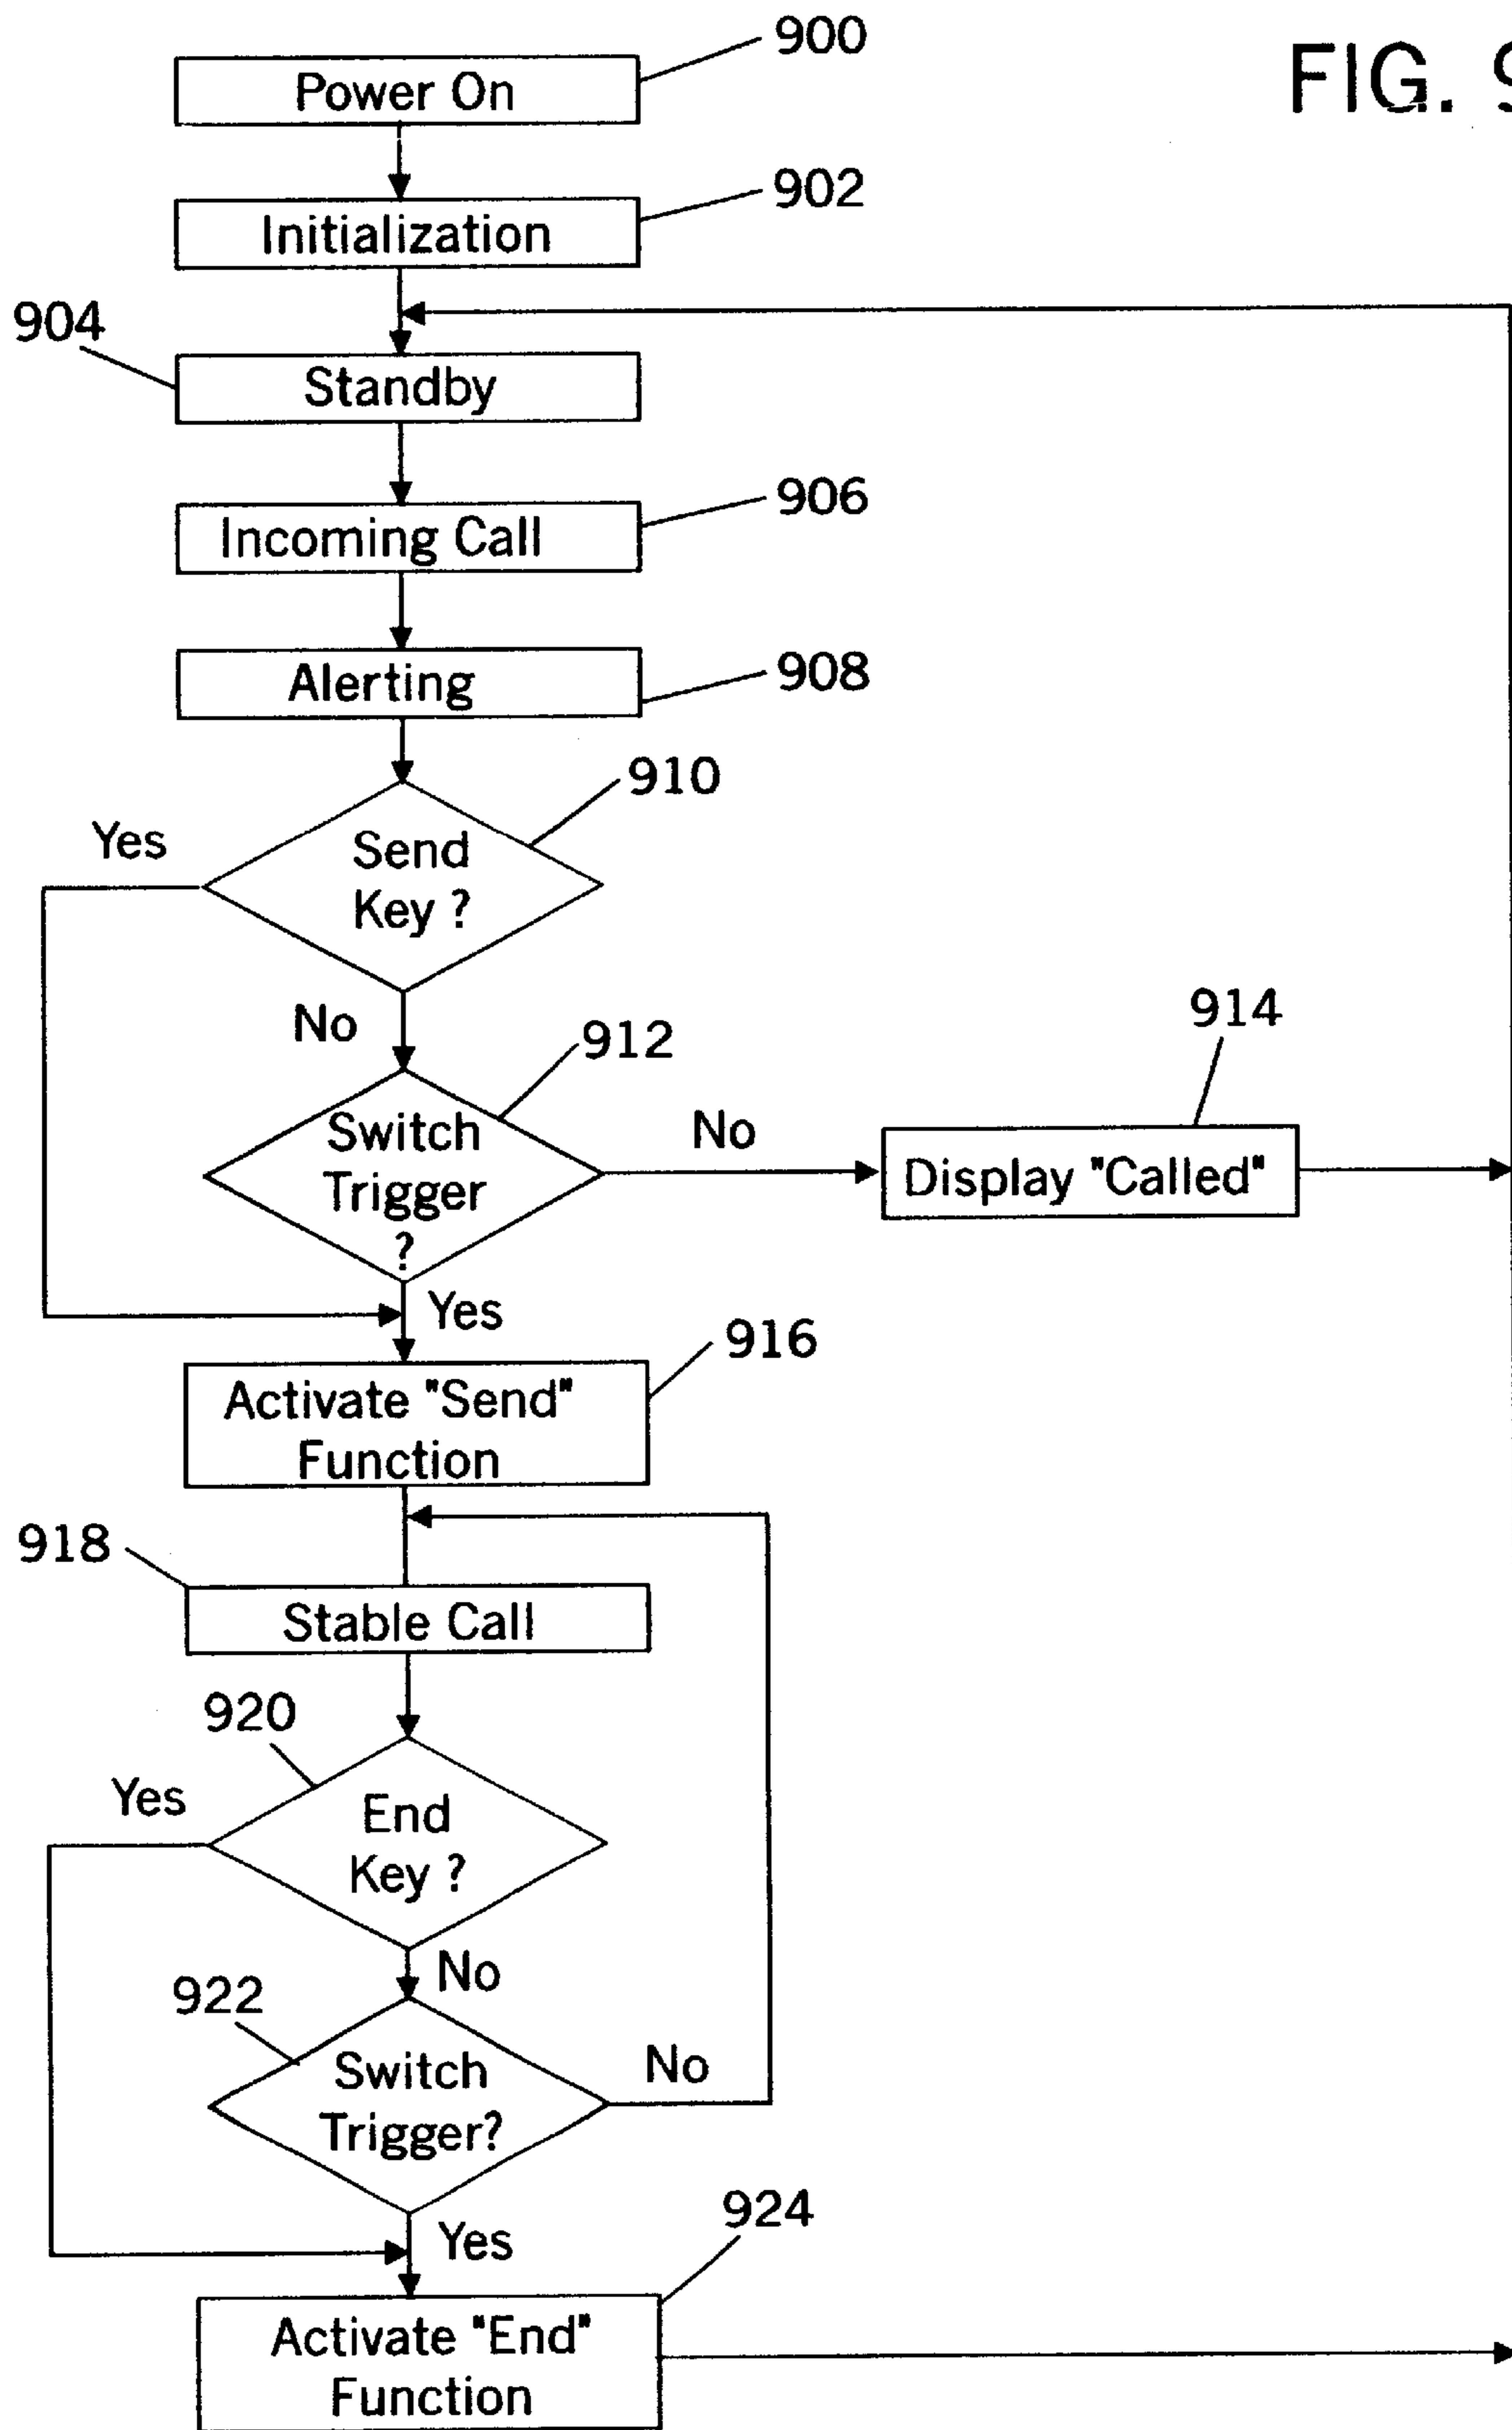 900
FIG. 9
Power On
902
Initialization
904
Standby
906
Incoming Call
Alerting
908
910
Yes
Send
Key ?
No
912
914
Switch
Trigger
?
No
Display "Called"
Yes
916
Activate "Send"
Function
918
Stable Call
920
Yes
End
Key ?
No
922
Switch
Trigger?
No
924
Yes
Activate "End"
Function